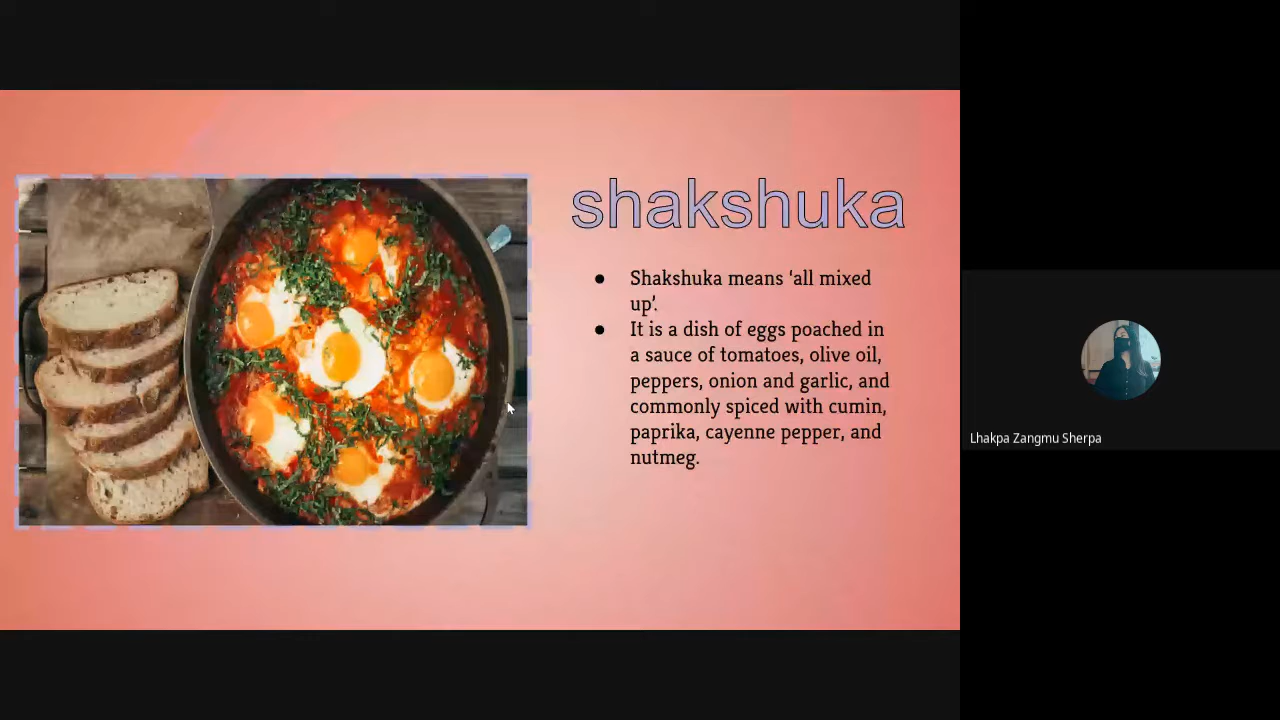 shakshuka
● Shakshuka means ‘all mixed
up’.
● It is a dish of eggs poached in
a sauce of tomatoes, olive oil,
peppers, onion and garlic, and
commonly spiced with cumin,
paprika, cayenne pepper, and
nutmeg.
Lhakpa Zangmu Sherpa